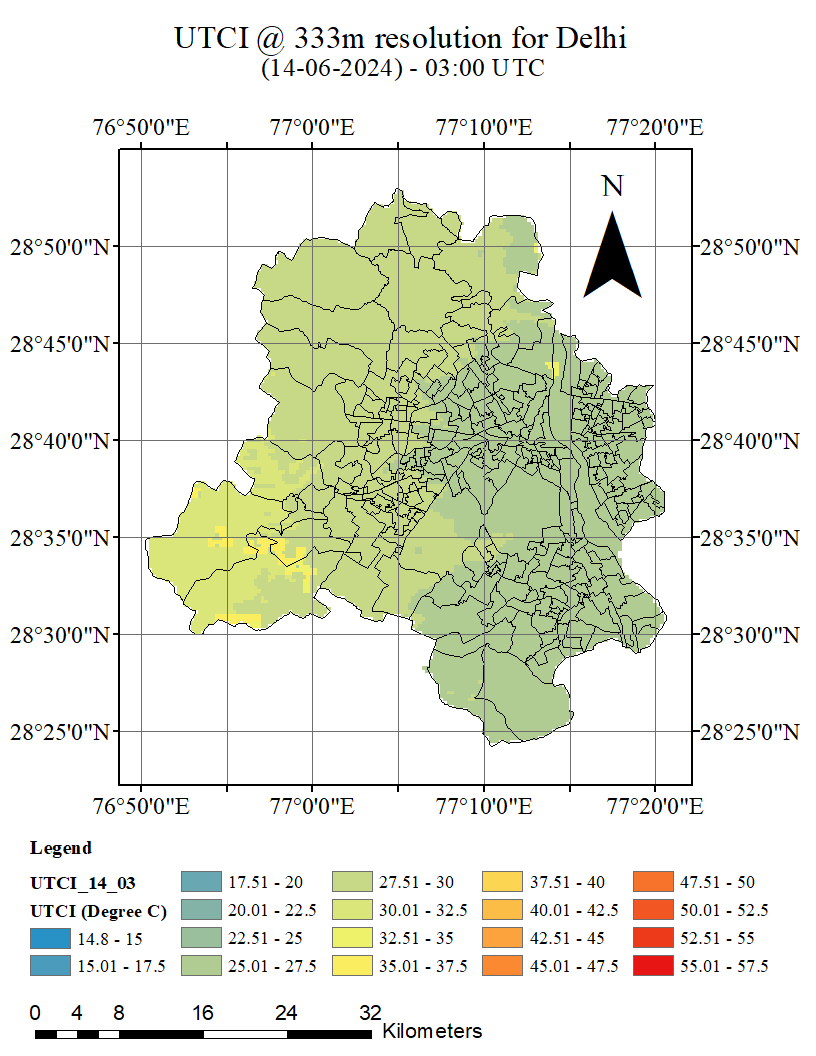 UTCI @ 333m resolution for Delhi
(14-06-2024) - 03:00 UTC
76°50'0"E 77°0'0"E 77°10'0"E 77°20'0"E
N
28°50'0"N 28°50'0"N
28°45'0"N 28°45'0"N
28°40'0"N 28°40'0"N
28°35'0"N 28°35'0"N
28°30'0"N 28°30'0"N
28°25'0"N 28°25'0"N
76°50'0"E 77°0'0"E 77°10'0"E 77°20'0"E
Legend
UTCI_14_03 17.51 - 20 27.51 - 30 37.51 - 40 47.51 - 50
UTCI (Degree C) 20.01 - 22.5 30.01 - 32.5 40.01 - 42.5 50.01 - 52.5
14.8 - 15 22.51 - 25 32.51 - 35 42.51 - 45 52.51 - 55
15.01 - 17.5 25.01 - 27.5 35.01 - 37.5 45.01 - 47.5 55.01 - 57.5
0 4 8 16 24 32
Kilometers